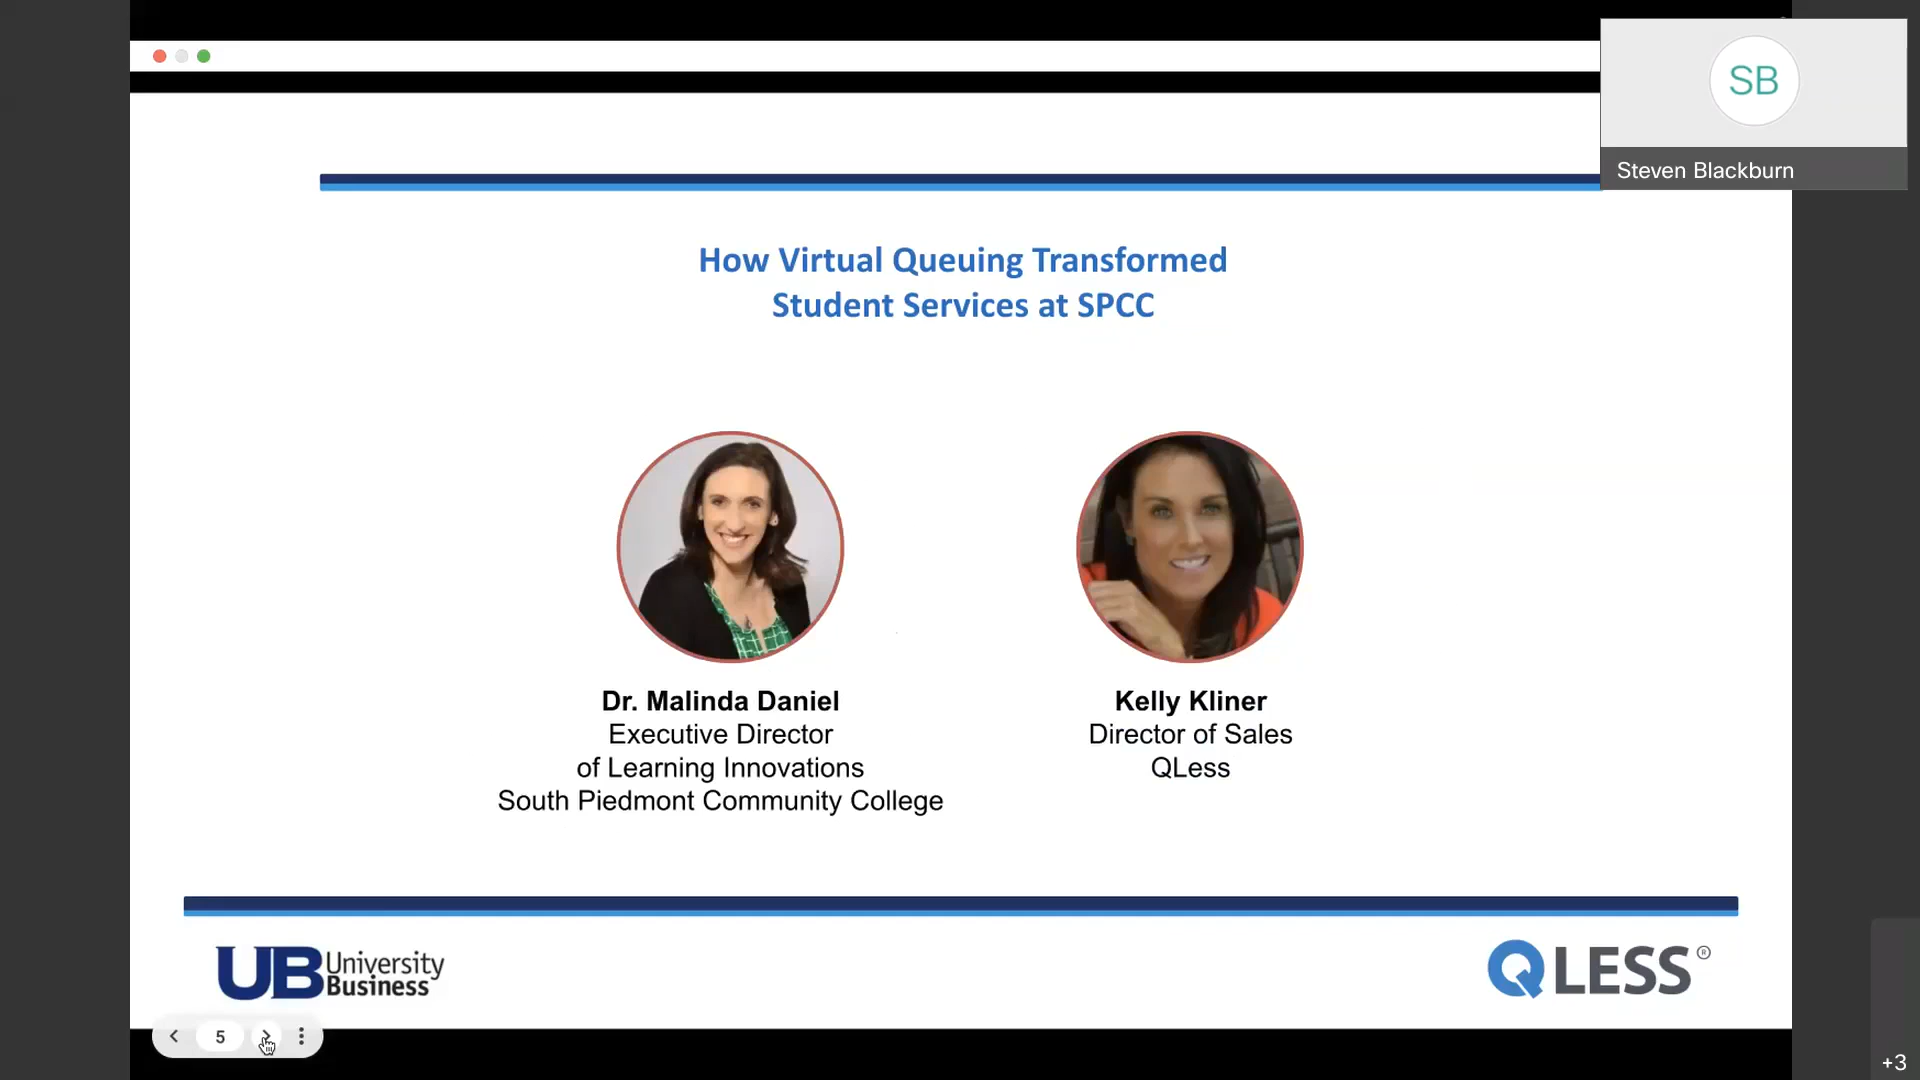 SB
Steven Blackburn
How Virtual Queuing Transformed
Student Services at SPCC
Dr. Malinda Daniel
Executive Director
of Learning Innovations
South Piedmont Community College
Kelly Kliner
Director of Sales
QLess
UB University
Business
QLESS®
5
+3